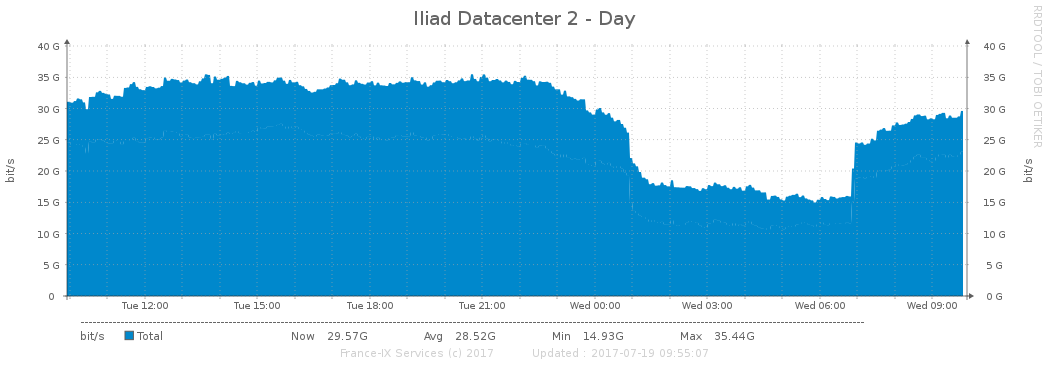 Iliad Datacenter 2 - Day
RRDTOOL / TOBI OETIKER
40 G 40 G
35 G 35 G
30 G 30 G
25 G 25 G
20 G 20 G
15 G 15 G
10 G 10 G
5 G 5 G
0 0 G
bit/s bit/s
Tue 12:00 Tue 15:00 Tue 18:00 Tue 21:00 Wed 00:00 Wed 03:00 Wed 06:00 Wed 09:00
bit/s Total Now 29.57G Avg 28.52G Min 14.93G Max 35.44G
France-IX Services (c) 2017 Updated : 2017-07-19 09:55:07